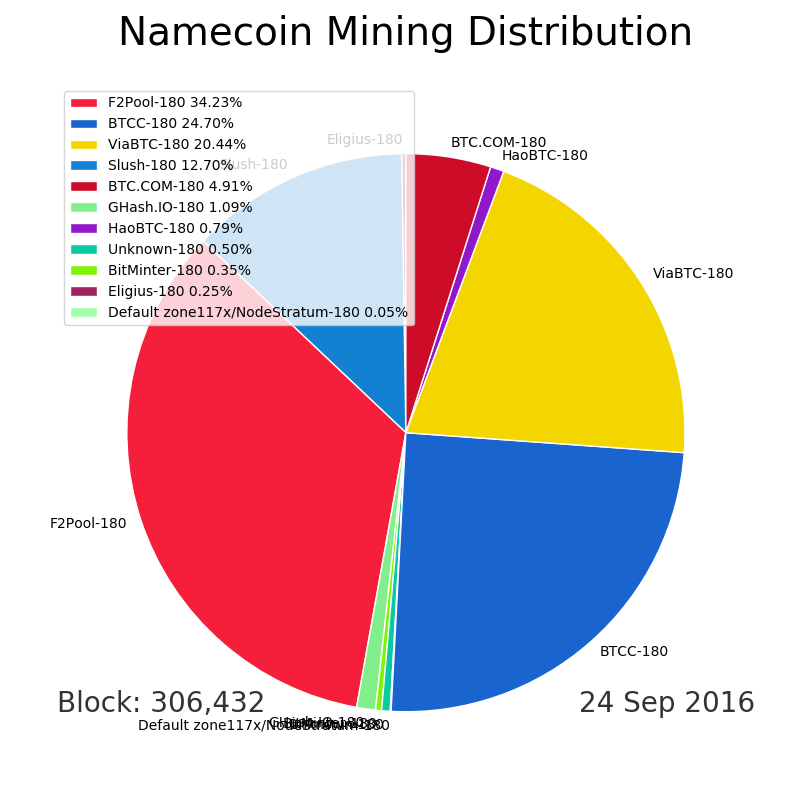 Namecoin Mining Distribution
F2Pool-180 34.23%
BTCC-180 24.70%
ViaBTC-180 20.44%
Slush-180 12.70%
BTC.COM-180 4.91%
GHash.IO-180 1.09%
HaoBTC-180 0.79%
Unknown-180 0.50%
BitMinter-180 0.35%
Eligius-180 0.25%
Default zone117x/NodeStratum-180 0.05%
Eligius-180
Slush-180
BTC.COM-180
HaoBTC-180
ViaBTC-180
F2Pool-180
BTCC-180
GHash.IO-180
Default zone117x/NodeStratum-180
Block: 306,432
24 Sep 2016